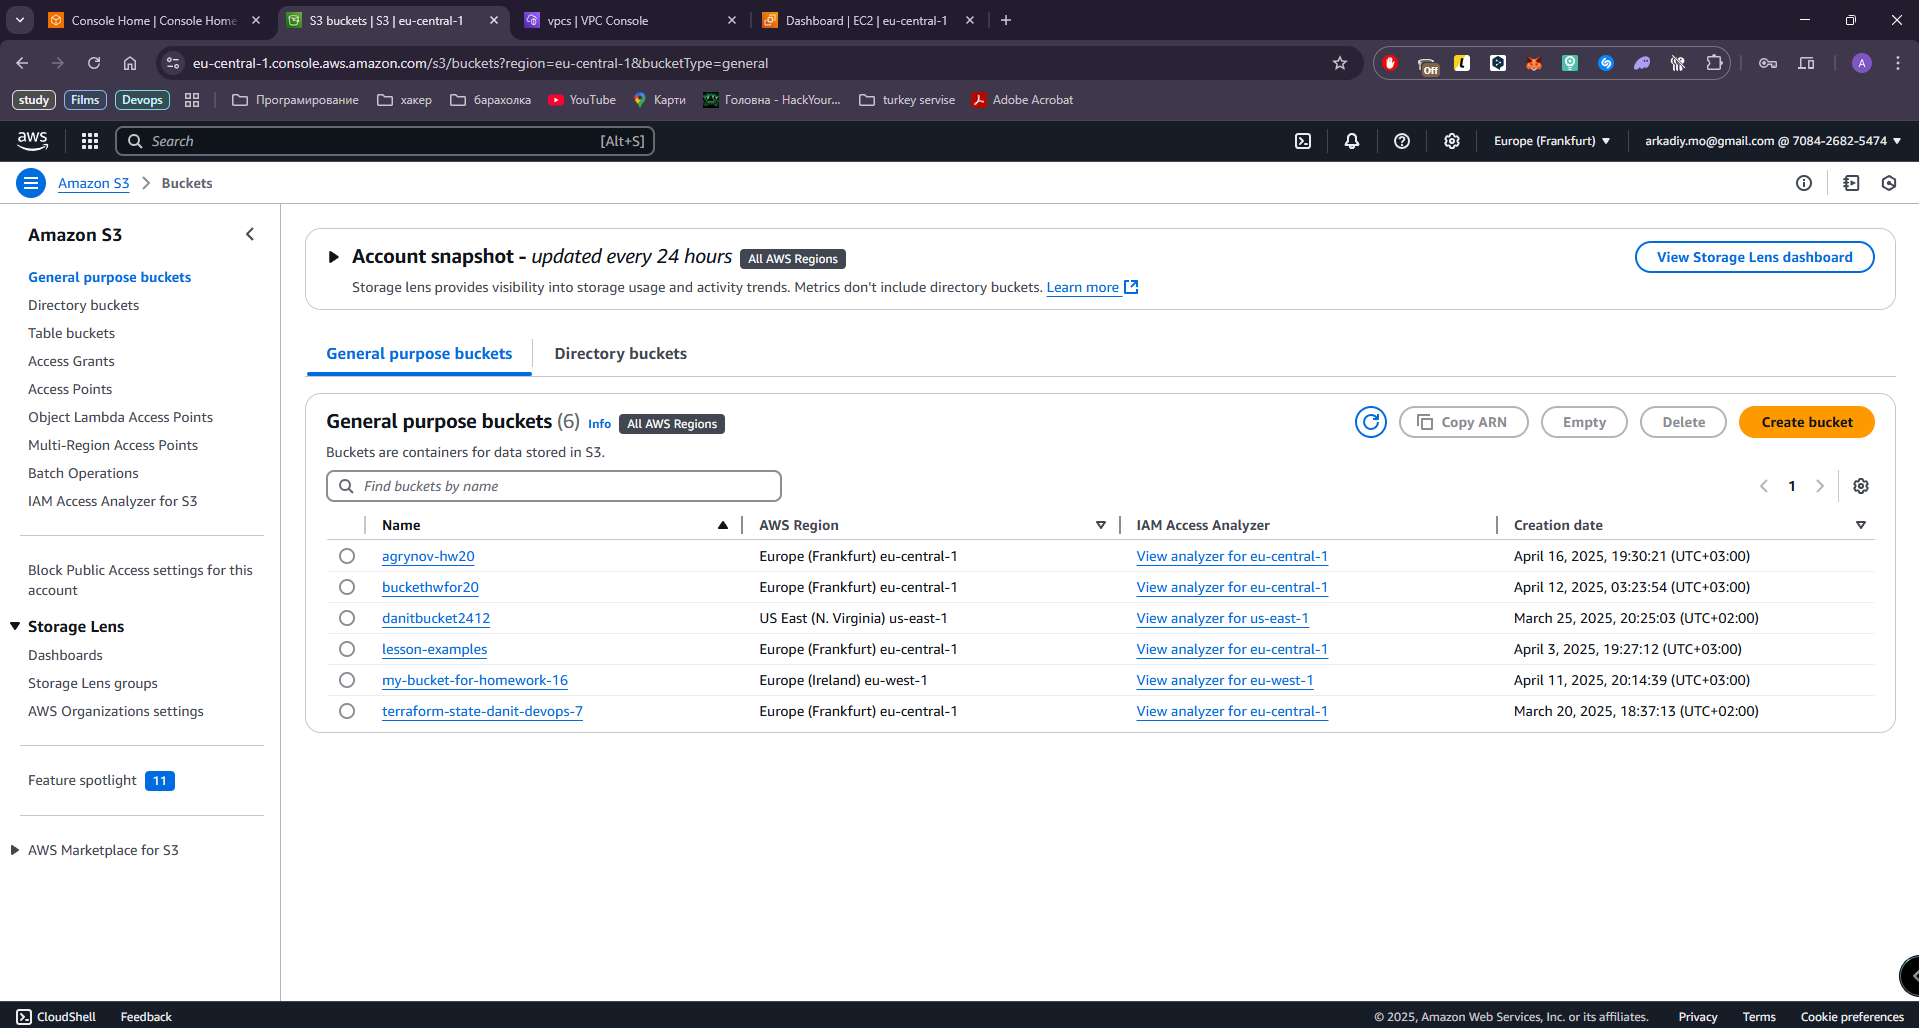 Console Home | Console Home
S3 buckets | S3 | eu-central-1
vpcs | VPC Console
Dashboard | EC2 | eu-central-1
eu-central-1.console.aws.amazon.com/s3/buckets?region=eu-central-1&bucketType=general
Off
A
study
Films
Devops
Програмирование
хакер
барахолка
YouTube
Карти
Головна - HackYour...
turkey servise
Adobe Acrobat
aws
Search
[Alt+S]
Europe (Frankfurt)
arkadiy.mo@gmail.com @ 7084-2682-5474
Amazon S3
Buckets
Amazon S3
General purpose buckets
Directory buckets
Table buckets
Access Grants
Access Points
Object Lambda Access Points
Multi-Region Access Points
Batch Operations
IAM Access Analyzer for S3
Block Public Access settings for this
account
Storage Lens
Dashboards
Storage Lens groups
AWS Organizations settings
Feature spotlight 11
AWS Marketplace for S3
Account snapshot - updated every 24 hours All AWS Regions
View Storage Lens dashboard
Storage lens provides visibility into storage usage and activity trends. Metrics don't include directory buckets. Learn more
General purpose buckets
Directory buckets
General purpose buckets (6) Info All AWS Regions
Copy ARN
Empty
Delete
Create bucket
Buckets are containers for data stored in S3.
Find buckets by name
1
Name AWS Region IAM Access Analyzer Creation date
agrynov-hw20 Europe (Frankfurt) eu-central-1 View analyzer for eu-central-1 April 16, 2025, 19:30:21 (UTC+03:00)
buckethwfor20 Europe (Frankfurt) eu-central-1 View analyzer for eu-central-1 April 12, 2025, 03:23:54 (UTC+03:00)
danitbucket2412 US East (N. Virginia) us-east-1 View analyzer for us-east-1 March 25, 2025, 20:25:03 (UTC+02:00)
lesson-examples Europe (Frankfurt) eu-central-1 View analyzer for eu-central-1 April 3, 2025, 19:27:12 (UTC+03:00)
my-bucket-for-homework-16 Europe (Ireland) eu-west-1 View analyzer for eu-west-1 April 11, 2025, 20:14:39 (UTC+03:00)
terraform-state-danit-devops-7 Europe (Frankfurt) eu-central-1 View analyzer for eu-central-1 March 20, 2025, 18:37:13 (UTC+02:00)
CloudShell
Feedback
© 2025, Amazon Web Services, Inc. or its affiliates.
Privacy
Terms
Cookie preferences